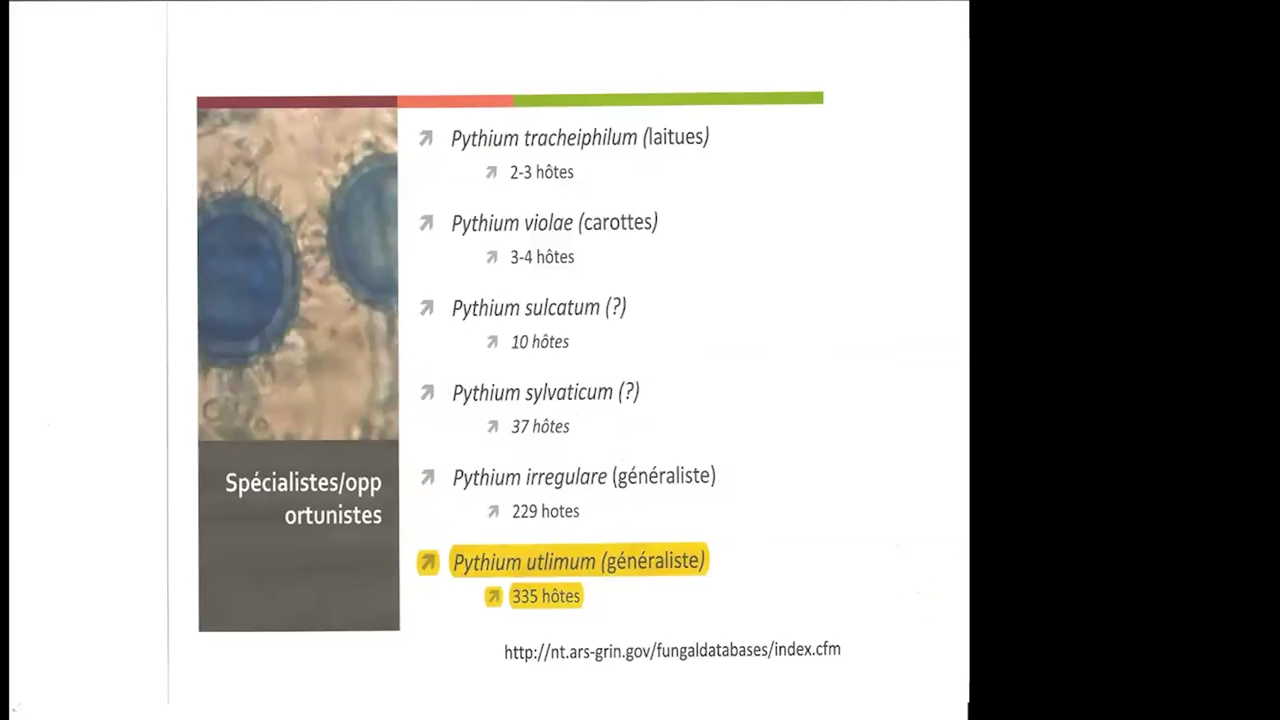 Pythium tracheiphilum (laitues)
2-3 hôtes
Pythium violae (carottes)
3-4 hôtes
Pythium sulcatum (?)
10 hôtes
Pythium sylvaticum (?)
37 hôtes
Pythium irregulare (généraliste)
229 hotes
Pythium utlimum (généraliste)
335 hôtes
Spécialistes/opp
ortunistes
http://nt.ars-grin.gov/fungaldatabases/index.cfm